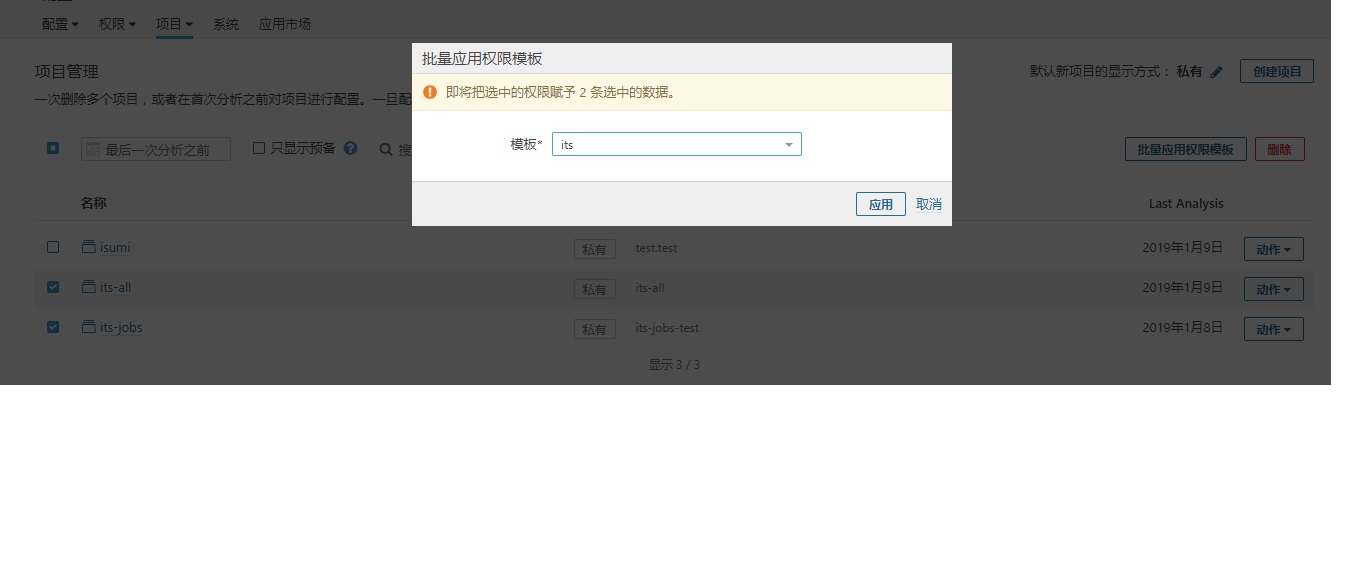 配置 权限 项目 系统 应用市场
批量应用权限模板
项目管理
默认新项目的显示方式： 私有 创建项目
即将把选中的权限赋予 2 条选中的数据。
一次删除多个项目，或者在首次分析之前对项目进行配置。一旦配
模板* its
最后一次分析之前 只显示预备 搜
批量应用权限模板 删除
应用 取消
名称 Last Analysis
isumi 私有 test.test 2019年1月9日 动作
its-all 私有 its-all 2019年1月9日 动作
its-jobs 私有 its-jobs-test 2019年1月8日 动作
显示 3 / 3